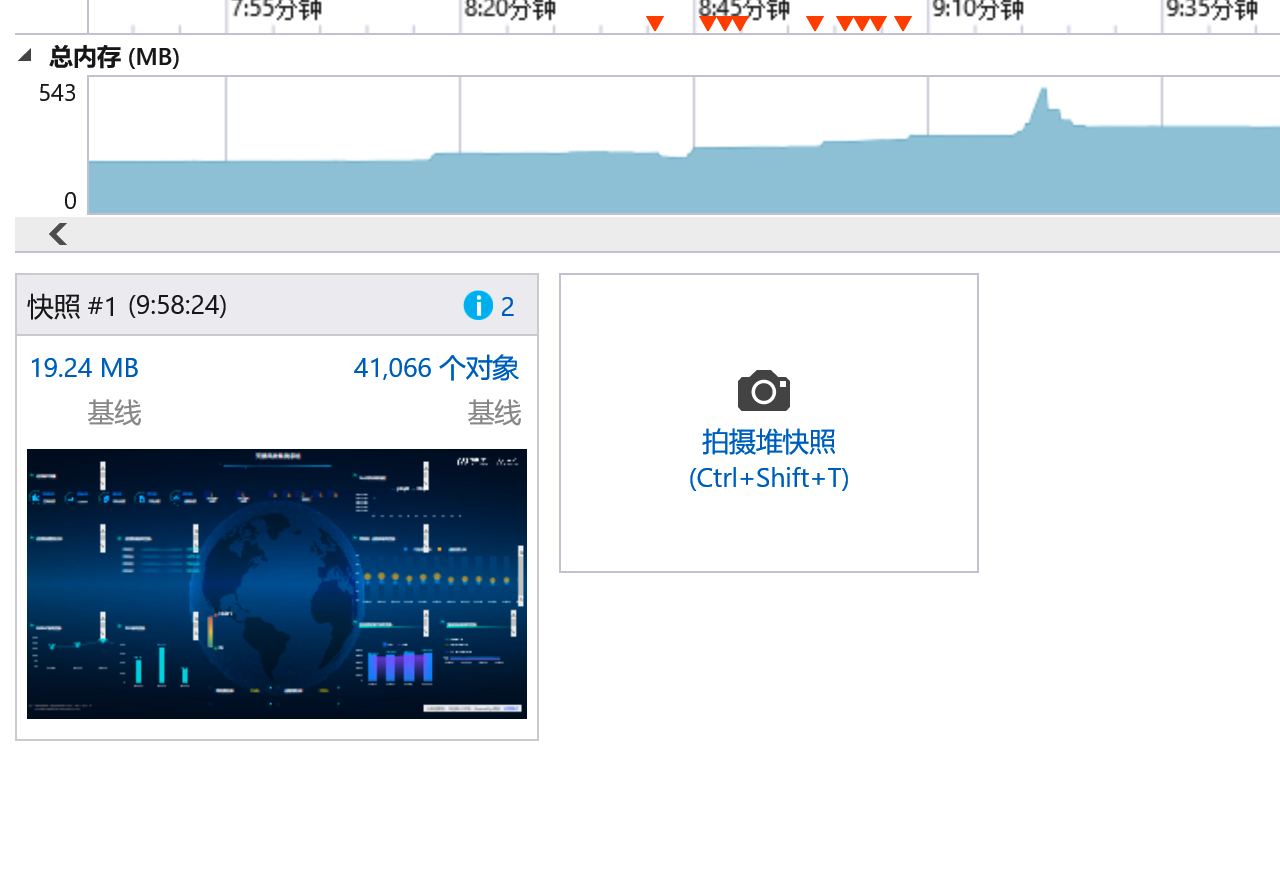 7:55分钟
8:20分钟
8:45分钟
9:10分钟
9:35分钟
总内存 (MB)
543
0
快照 #1 (9:58:24)
2
19.24 MB
41,066 个对象
基线
基线
拍摄堆快照
(Ctrl+Shift+T)